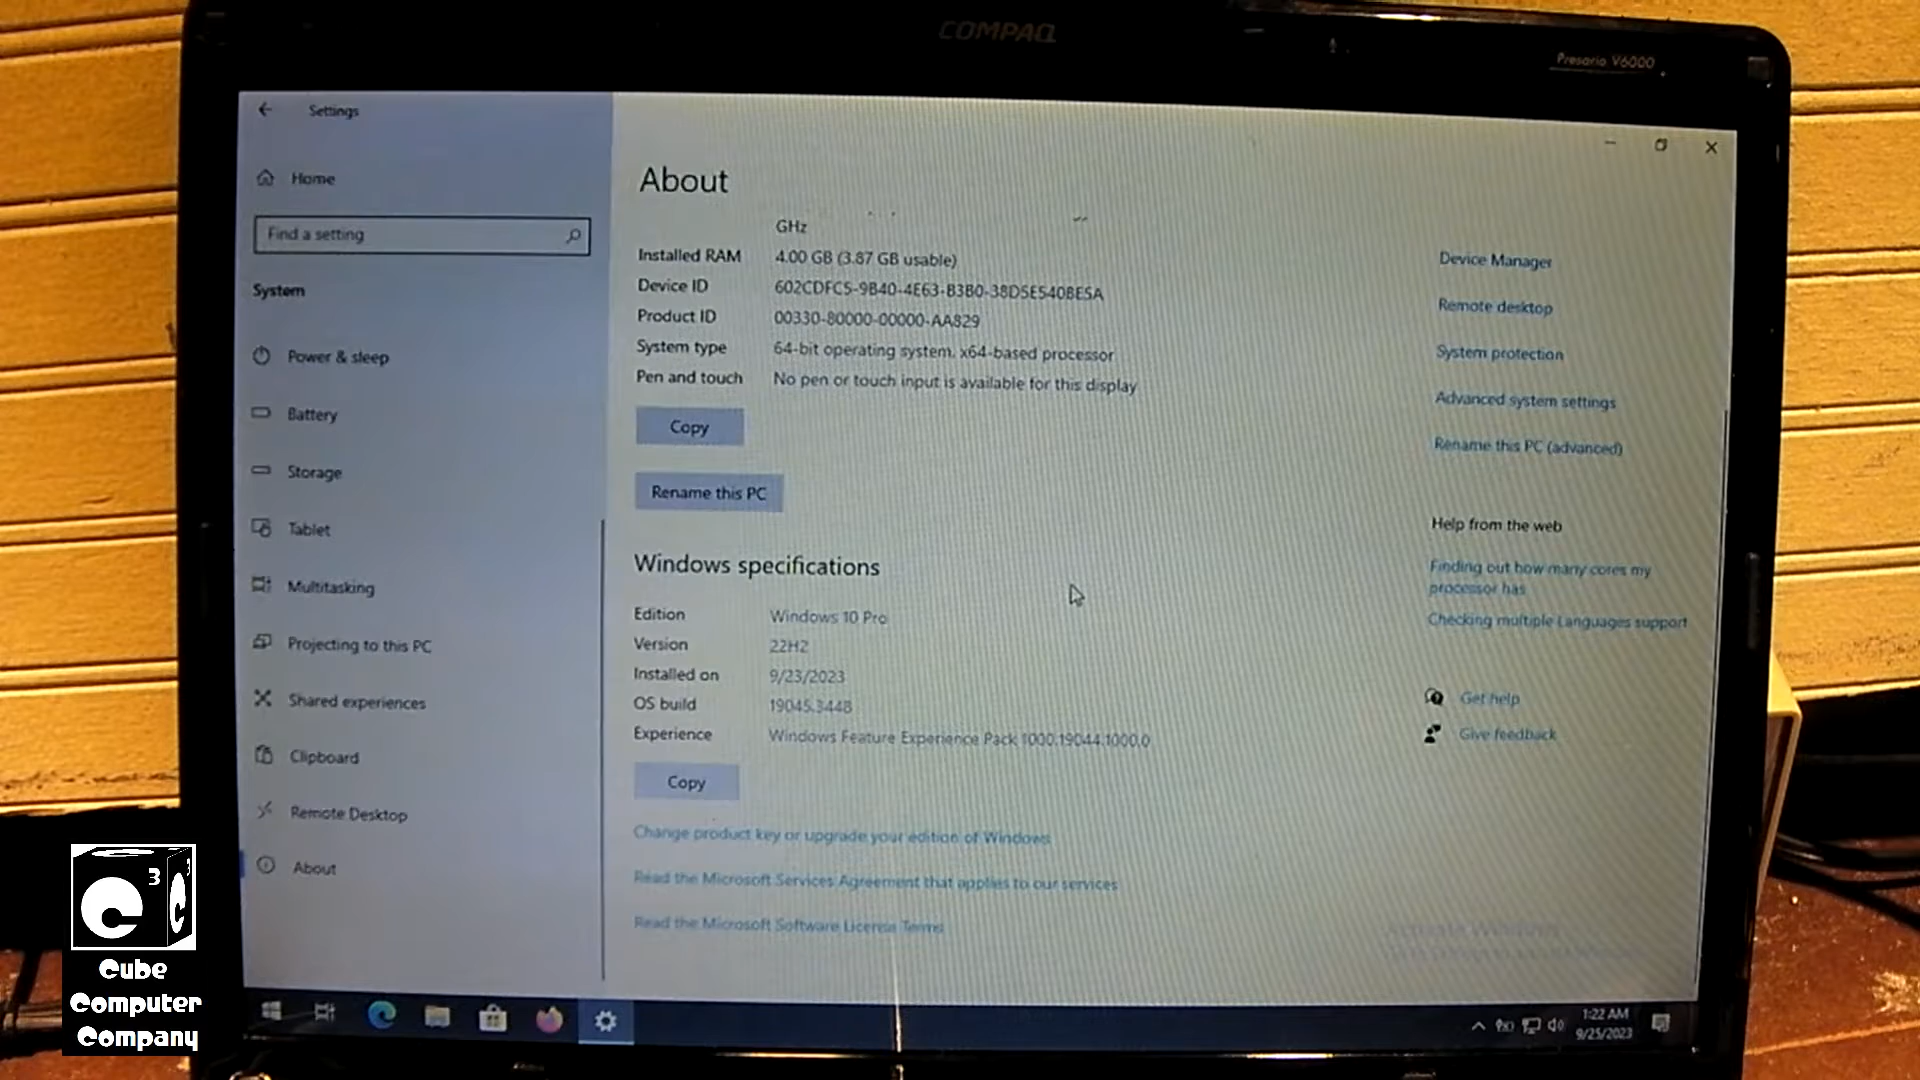 COMPAQ
Presario V6000
Settings
Home
Find a setting
System
Power & sleep
Battery
Storage
Tablet
Multitasking
Projecting to this PC
Shared experiences
Clipboard
Remote Desktop
About
About
GHz
Installed RAM 4.00 GB (3.87 GB usable)
Device ID 602CDFC5-9B40-4E63-B3B0-38D5E540BE5A
Product ID 00330-80000-00000-AA829
System type 64-bit operating system, x64-based processor
Pen and touch No pen or touch input is available for this display
Copy
Rename this PC
Windows specifications
Edition Windows 10 Pro
Version 22H2
Installed on 9/23/2023
OS build 19045.3448
Experience Windows Feature Experience Pack 1000.19044.1000.0
Copy
Change product key or upgrade your edition of Windows
Read the Microsoft Services Agreement that applies to our services
Read the Microsoft Software License Terms
Device Manager
Remote desktop
System protection
Advanced system settings
Rename this PC (advanced)
Help from the web
Finding out how many cores my
processor has
Checking multiple Languages support
Get help
Give feedback
Activate Windows
1:22 AM
9/25/2023
C 3 C 3
Cube
Computer
Company